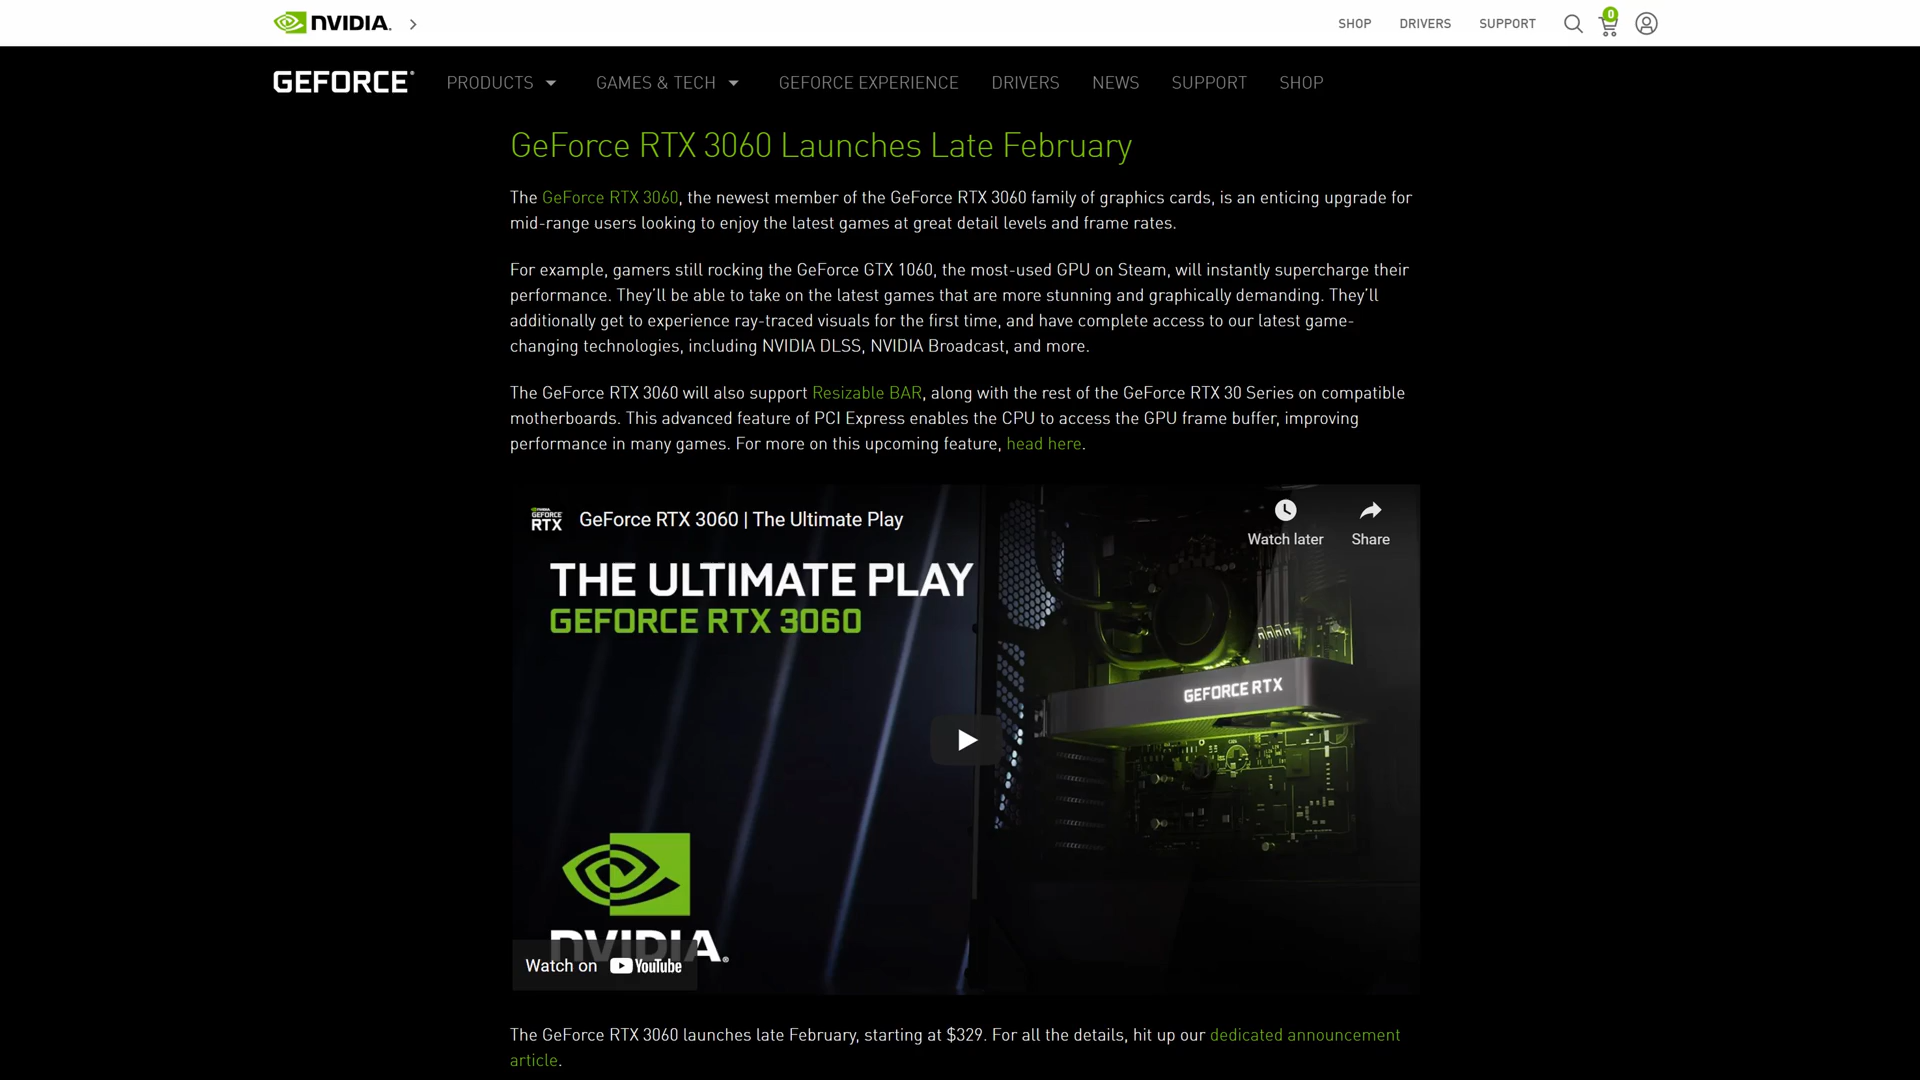 NVIDIA.
SHOP
DRIVERS
SUPPORT
0
GEFORCE®
PRODUCTS
GAMES & TECH
GEFORCE EXPERIENCE
DRIVERS
NEWS
SUPPORT
SHOP
GeForce RTX 3060 Launches Late February
The GeForce RTX 3060, the newest member of the GeForce RTX 3060 family of graphics cards, is an enticing upgrade for
mid-range users looking to enjoy the latest games at great detail levels and frame rates.
For example, gamers still rocking the GeForce GTX 1060, the most-used GPU on Steam, will instantly supercharge their
performance. They'll be able to take on the latest games that are more stunning and graphically demanding. They'll
additionally get to experience ray-traced visuals for the first time, and have complete access to our latest game-
changing technologies, including NVIDIA DLSS, NVIDIA Broadcast, and more.
The GeForce RTX 3060 will also support Resizable BAR, along with the rest of the GeForce RTX 30 Series on compatible
motherboards. This advanced feature of PCI Express enables the CPU to access the GPU frame buffer, improving
performance in many games. For more on this upcoming feature, head here.
NVIDIA
GEFORCE
RTX
GeForce RTX 3060 | The Ultimate Play
Watch later
Share
THE ULTIMATE PLAY
GEFORCE RTX 3060
GEFORCE RTX
NVIDIA®
Watch on YouTube
The GeForce RTX 3060 launches late February, starting at $329. For all the details, hit up our dedicated announcement
article.